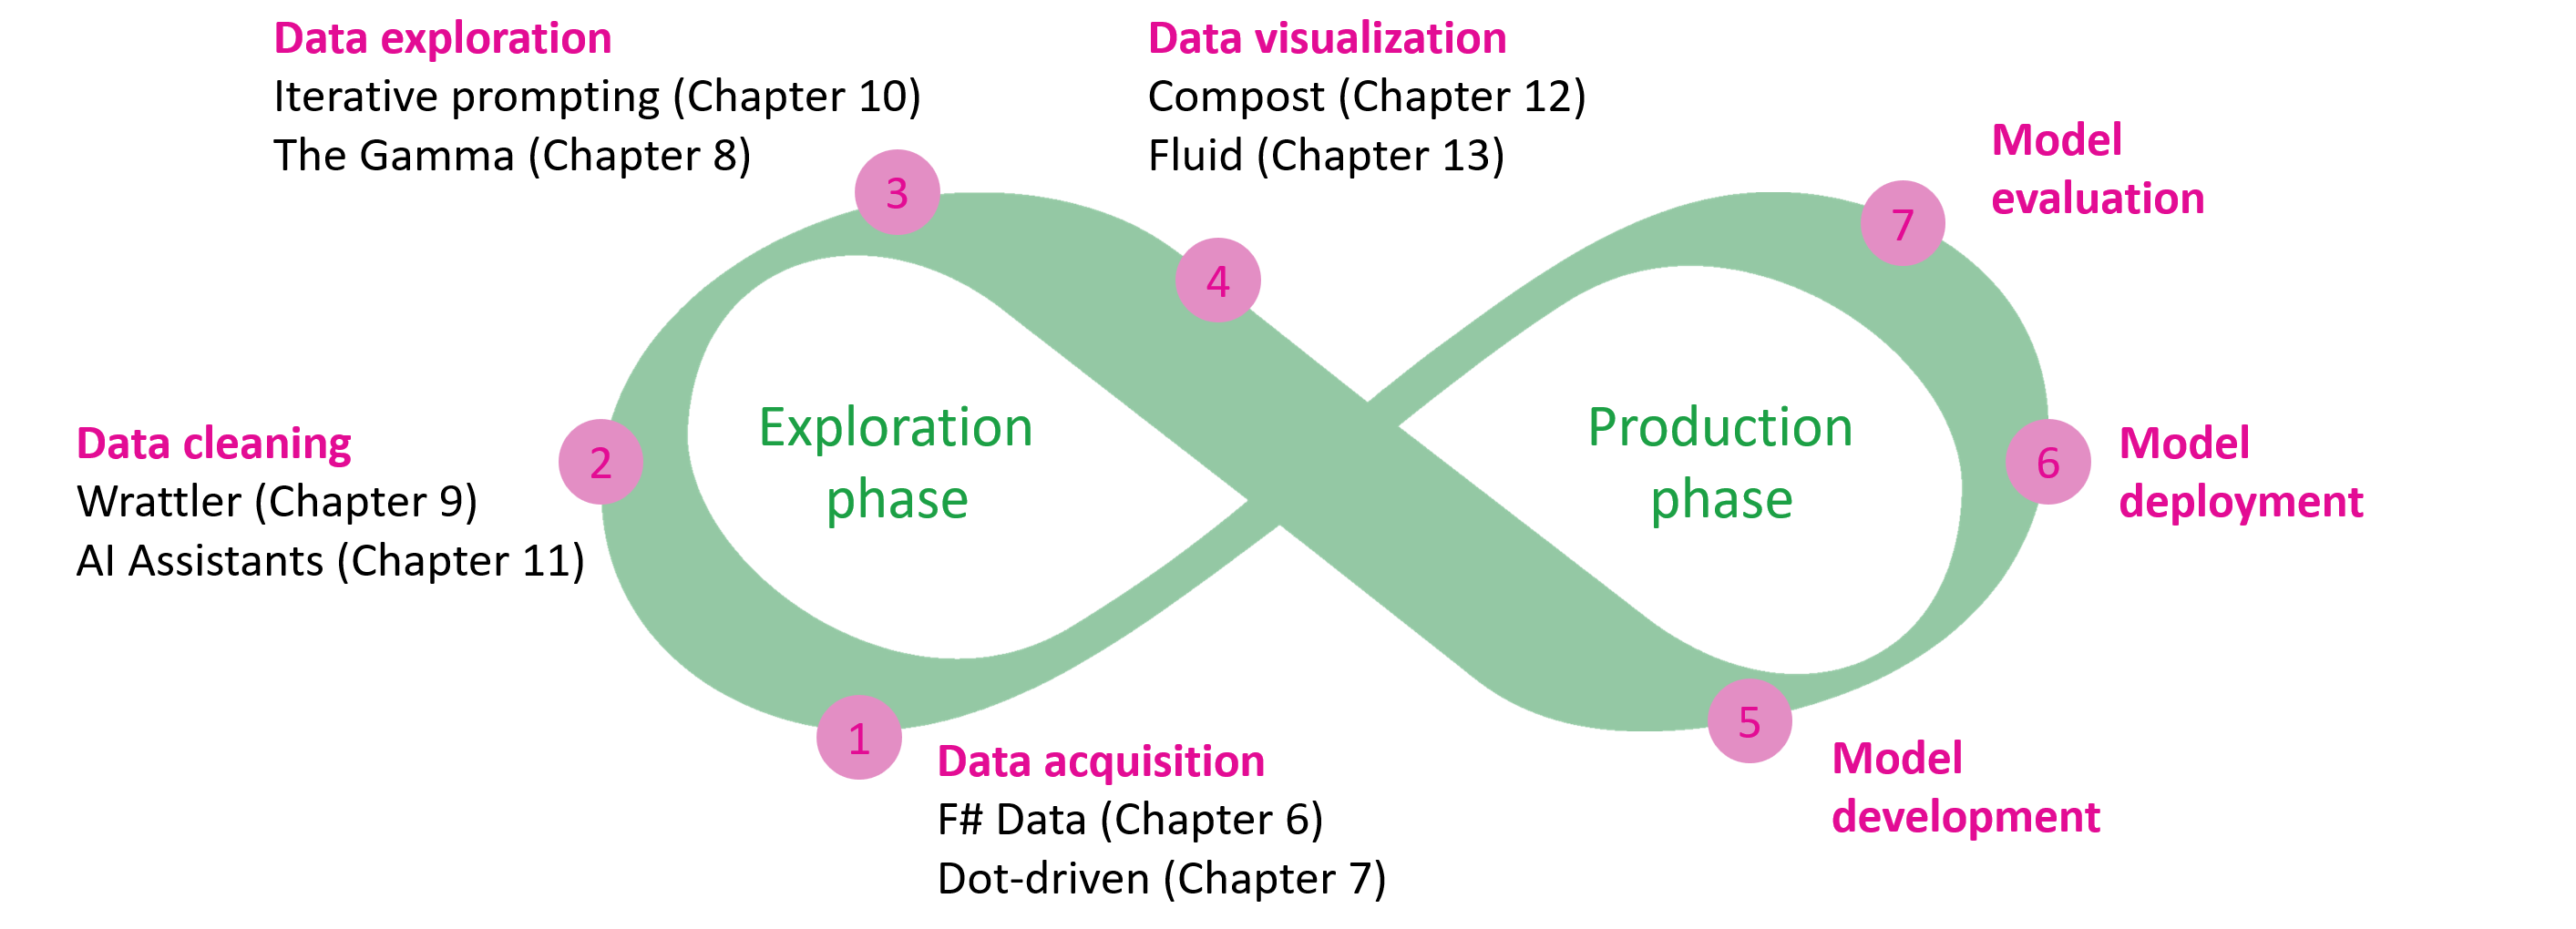 Data exploration
Iterative prompting (Chapter 10)
The Gamma (Chapter 8)
Data visualization
Compost (Chapter 12)
Fluid (Chapter 13)
Model
evaluation
3
7
4
Exploration
phase
Production
phase
Data cleaning
Wrattler (Chapter 9)
AI Assistants (Chapter 11)
2
6
Model
deployment
1
Data acquisition
F# Data (Chapter 6)
Dot-driven (Chapter 7)
5
Model
development